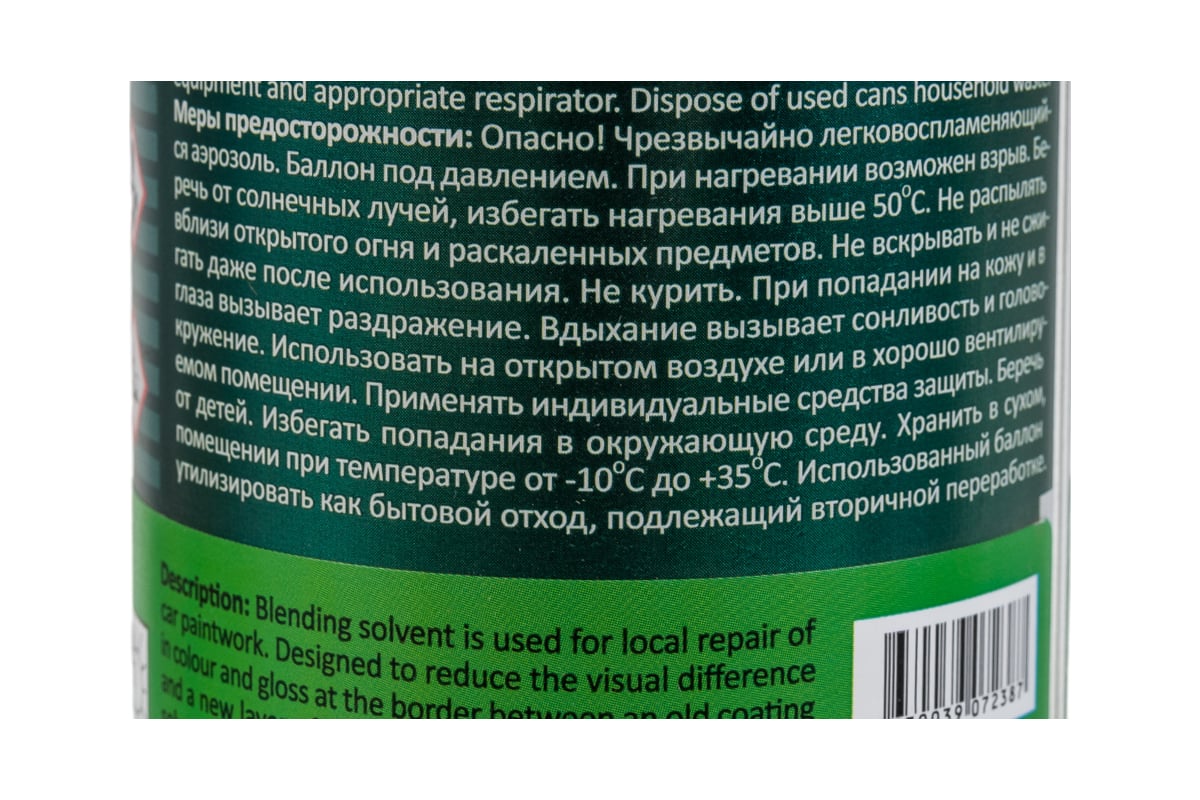 equipment and appropriate respirator. Dispose of used cans household waste
Меры предосторожности: Опасно! Чрезвычайно легковоспламеняющий-
ся аэрозоль. Баллон под давлением. При нагревании возможен взрыв. Бе-
речь от солнечных лучей, избегать нагревания выше 50°С. Не распылять
вблизи открытого огня и раскаленных предметов. Не вскрывать и не сжи-
гать даже после использования. Не курить. При попадании на кожу и в
глаза вызывает раздражение. Вдыхание вызывает сонливость и голово-
кружение. Использовать на открытом воздухе или в хорошо вентилиру-
емом помещении. Применять индивидуальные средства защиты. Беречь
от детей. Избегать попадания в окружающую среду. Хранить в сухом,
помещении при температуре от -10°С до +35°С. Использованный баллон
утилизировать как бытовой отход, подлежащий вторичной переработке.
Description: Blending solvent is used for local repair of
car paintwork. Designed to reduce the visual difference
in colour and gloss at the border between an old coating
and a new
072387